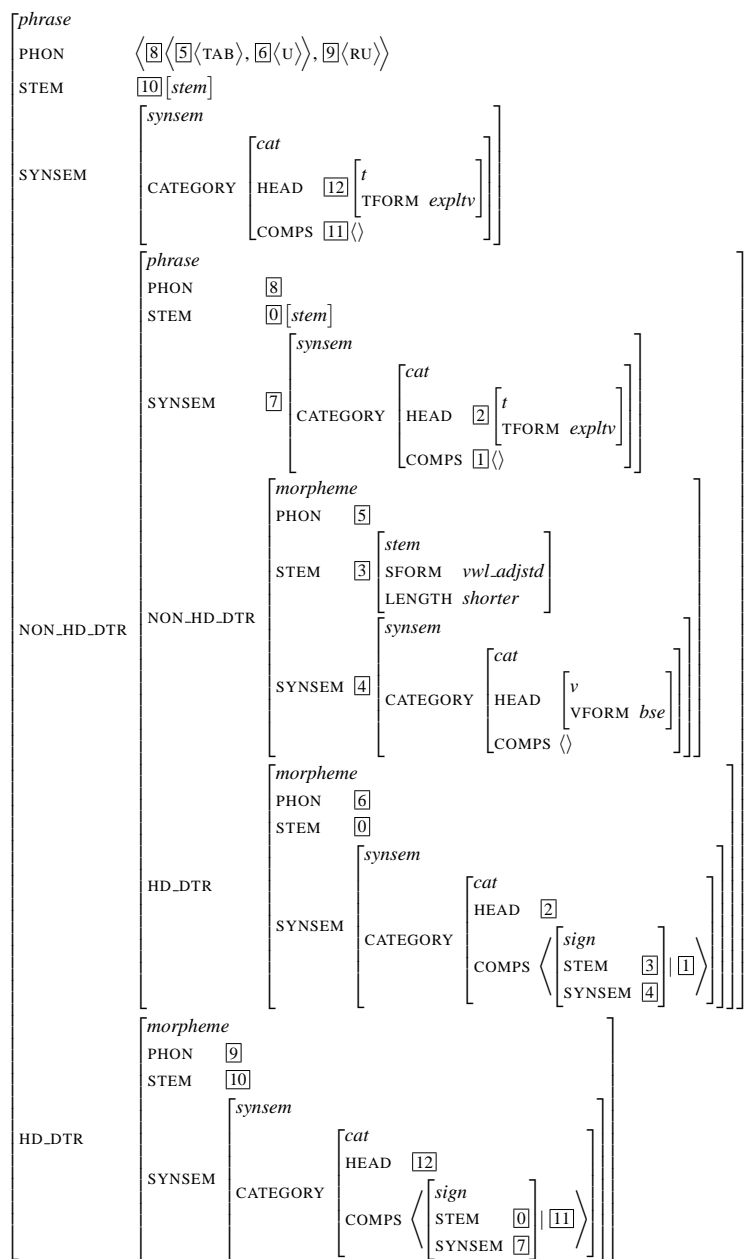 phrase
PHON ⟨8⟨5⟨TAB⟩, 6⟨U⟩⟩, 9⟨RU⟩⟩
STEM 10[stem]
synsem
cat
SYNSEM CATEGORY HEAD 12 t
TFORM expltv
COMPS 11⟨⟩
phrase
PHON 8
STEM 0[stem]
synsem
cat
SYNSEM 7 CATEGORY HEAD 2 t
TFORM expltv
COMPS 1⟨⟩
morpheme
PHON 5
stem
STEM 3 SFORM vwl_adjstd
LENGTH shorter
NON_HD_DTR NON_HD_DTR
synsem
cat
SYNSEM 4 CATEGORY HEAD v
VFORM bse
COMPS ⟨⟩
morpheme
PHON 6
STEM 0
HD_DTR
synsem
cat
HEAD 2
SYNSEM CATEGORY
sign
COMPS ⟨ STEM 3 | 1 ⟩
SYNSEM 4
morpheme
PHON 9
STEM 10
HD_DTR
synsem
cat
HEAD 12
SYNSEM CATEGORY
sign
COMPS ⟨ STEM 0 | 11 ⟩
SYNSEM 7